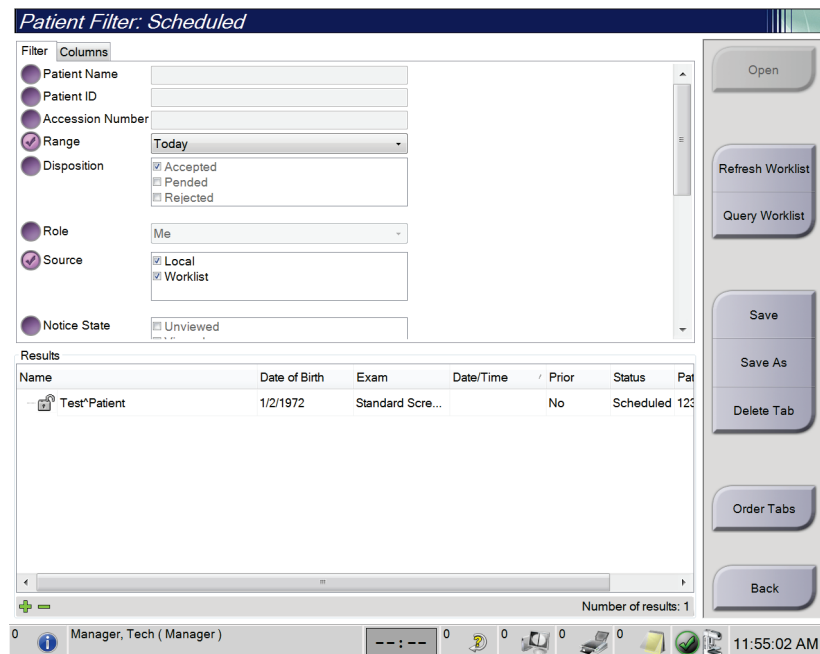 Patient Filter: Scheduled
Filter Columns
Patient Name
Patient ID
Accession Number
Range Today
Disposition Accepted
Pended
Rejected
Role Me
Source Local
Worklist
Notice State Unviewed
Open
Refresh Worklist
Query Worklist
Save
Save As
Delete Tab
Order Tabs
Back
Results
Name Date of Birth Exam Date/Time Prior Status Pat
Test^Patient 1/2/1972 Standard Scre... No Scheduled 123
Number of results: 1
0 Manager, Tech ( Manager ) --:-- 0 0 0 0 11:55:02 AM